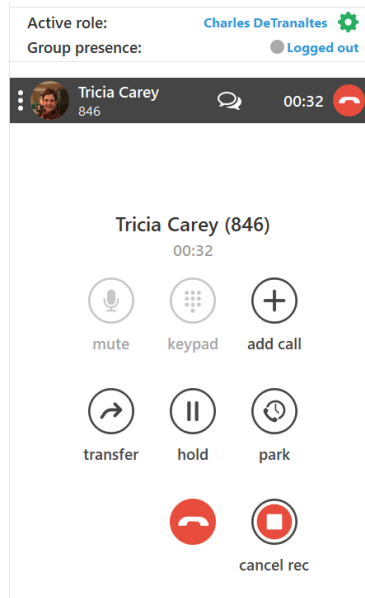 Active role: Charles DeTranaltes
Group presence: Logged out
Tricia Carey
846
00:32
Tricia Carey (846)
00:32
mute keypad add call
transfer hold park
cancel rec